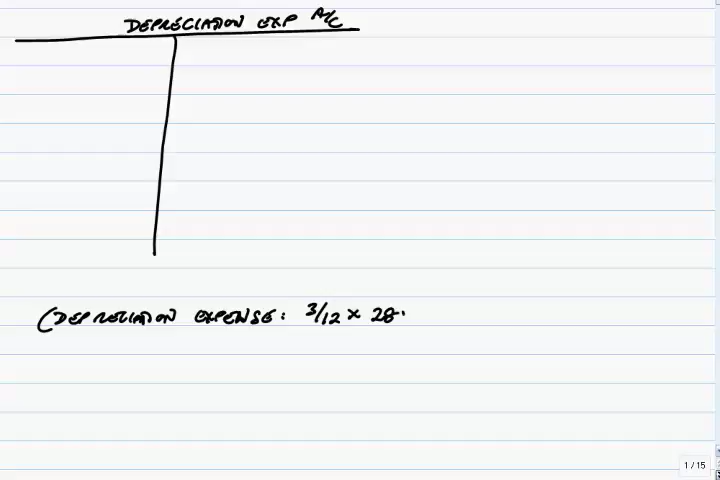 DEPRECIATION EXP A/C
(DEPRECIATION EXPENSE: 3/12 × 28.
1 / 15